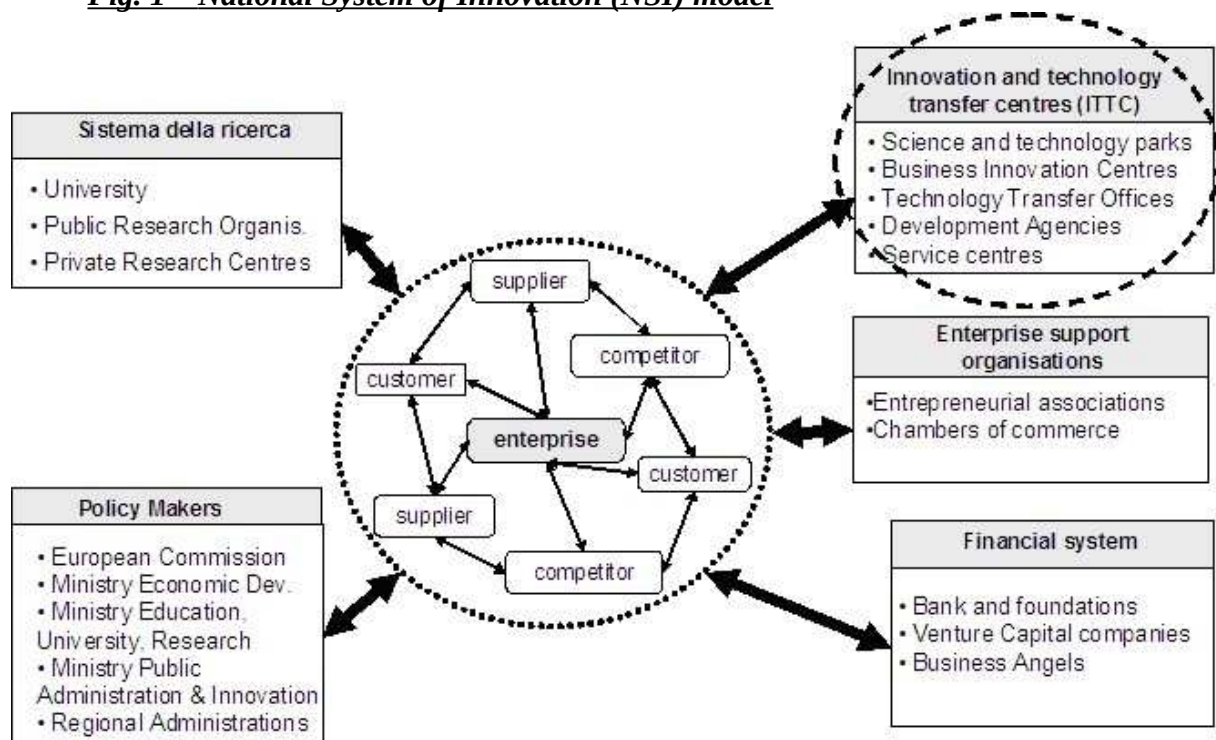 Fig. 1 – National System of Innovation (NSI) model
Sistema della ricerca
• University
• Public Research Organis.
• Private Research Centres
Innovation and technology
transfer centres (ITTC)
• Science and technology parks
• Business Innovation Centres
• Technology Transfer Offices
• Development Agencies
• Service centres
supplier
competitor
customer
enterprise
customer
supplier
competitor
Enterprise support
organisations
•Entrepreneurial associations
•Chambers of commerce
Policy Makers
• European Commission
• Ministry Economic Dev.
• Ministry Education,
University, Research
• Ministry Public
Administration & Innovation
• Regional Administrations
Financial system
• Bank and foundations
• Venture Capital companies
• Business Angels